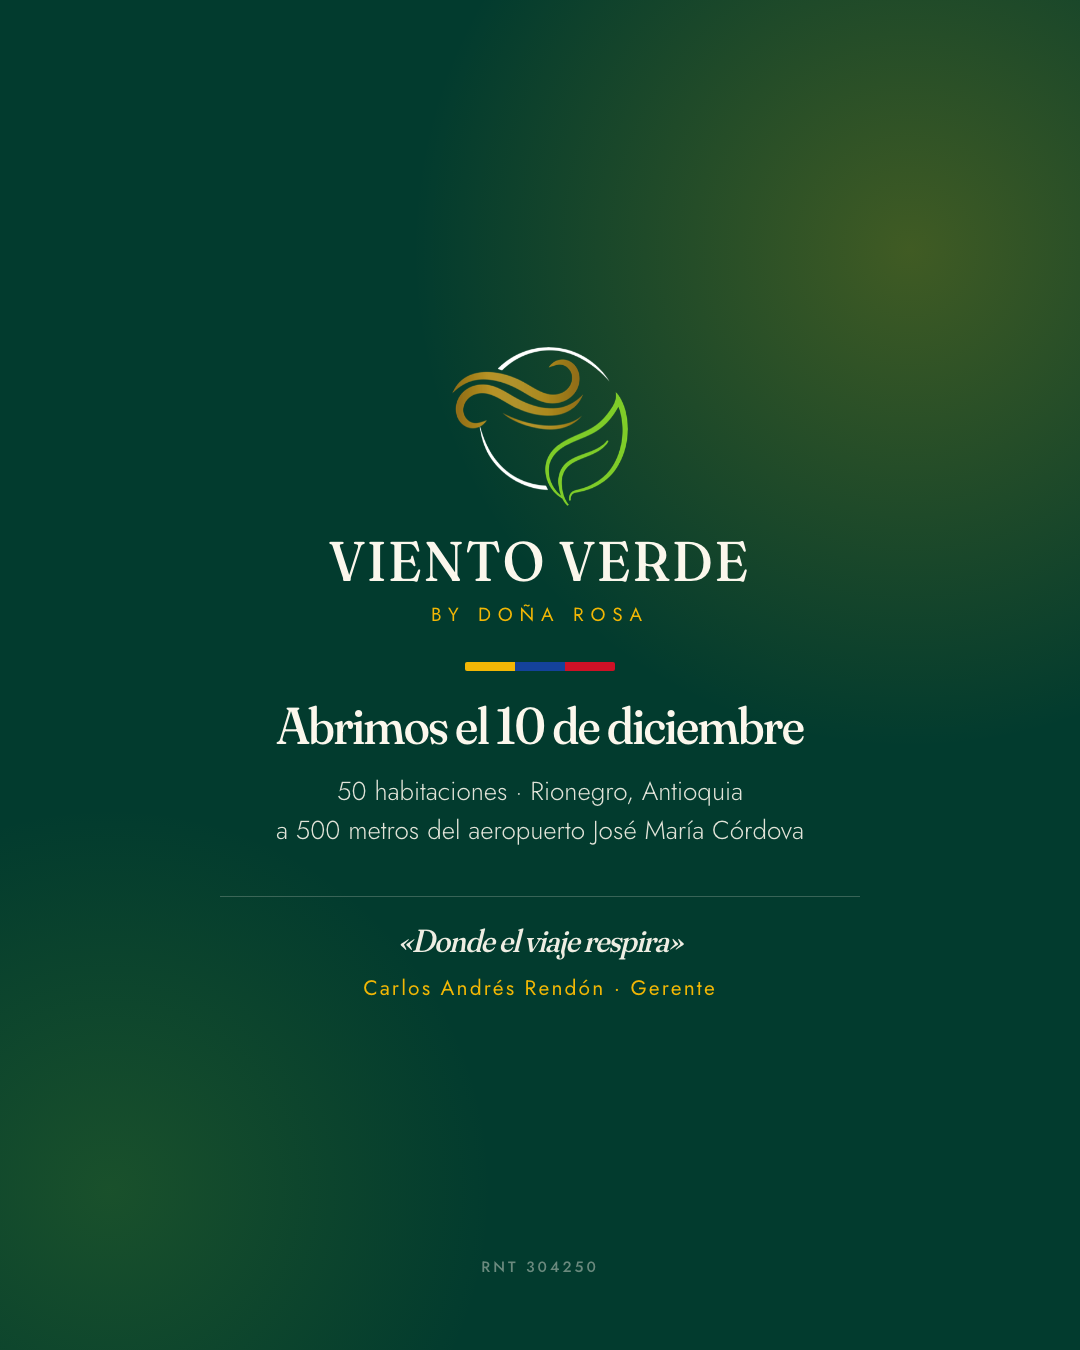 VIENTO VERDE
BY DOÑA ROSA
Abrimos el 10 de diciembre
50 habitaciones · Rionegro, Antioquia
a 500 metros del aeropuerto José María Córdova
«Donde el viaje respira»
Carlos Andrés Rendón · Gerente
RNT 304250